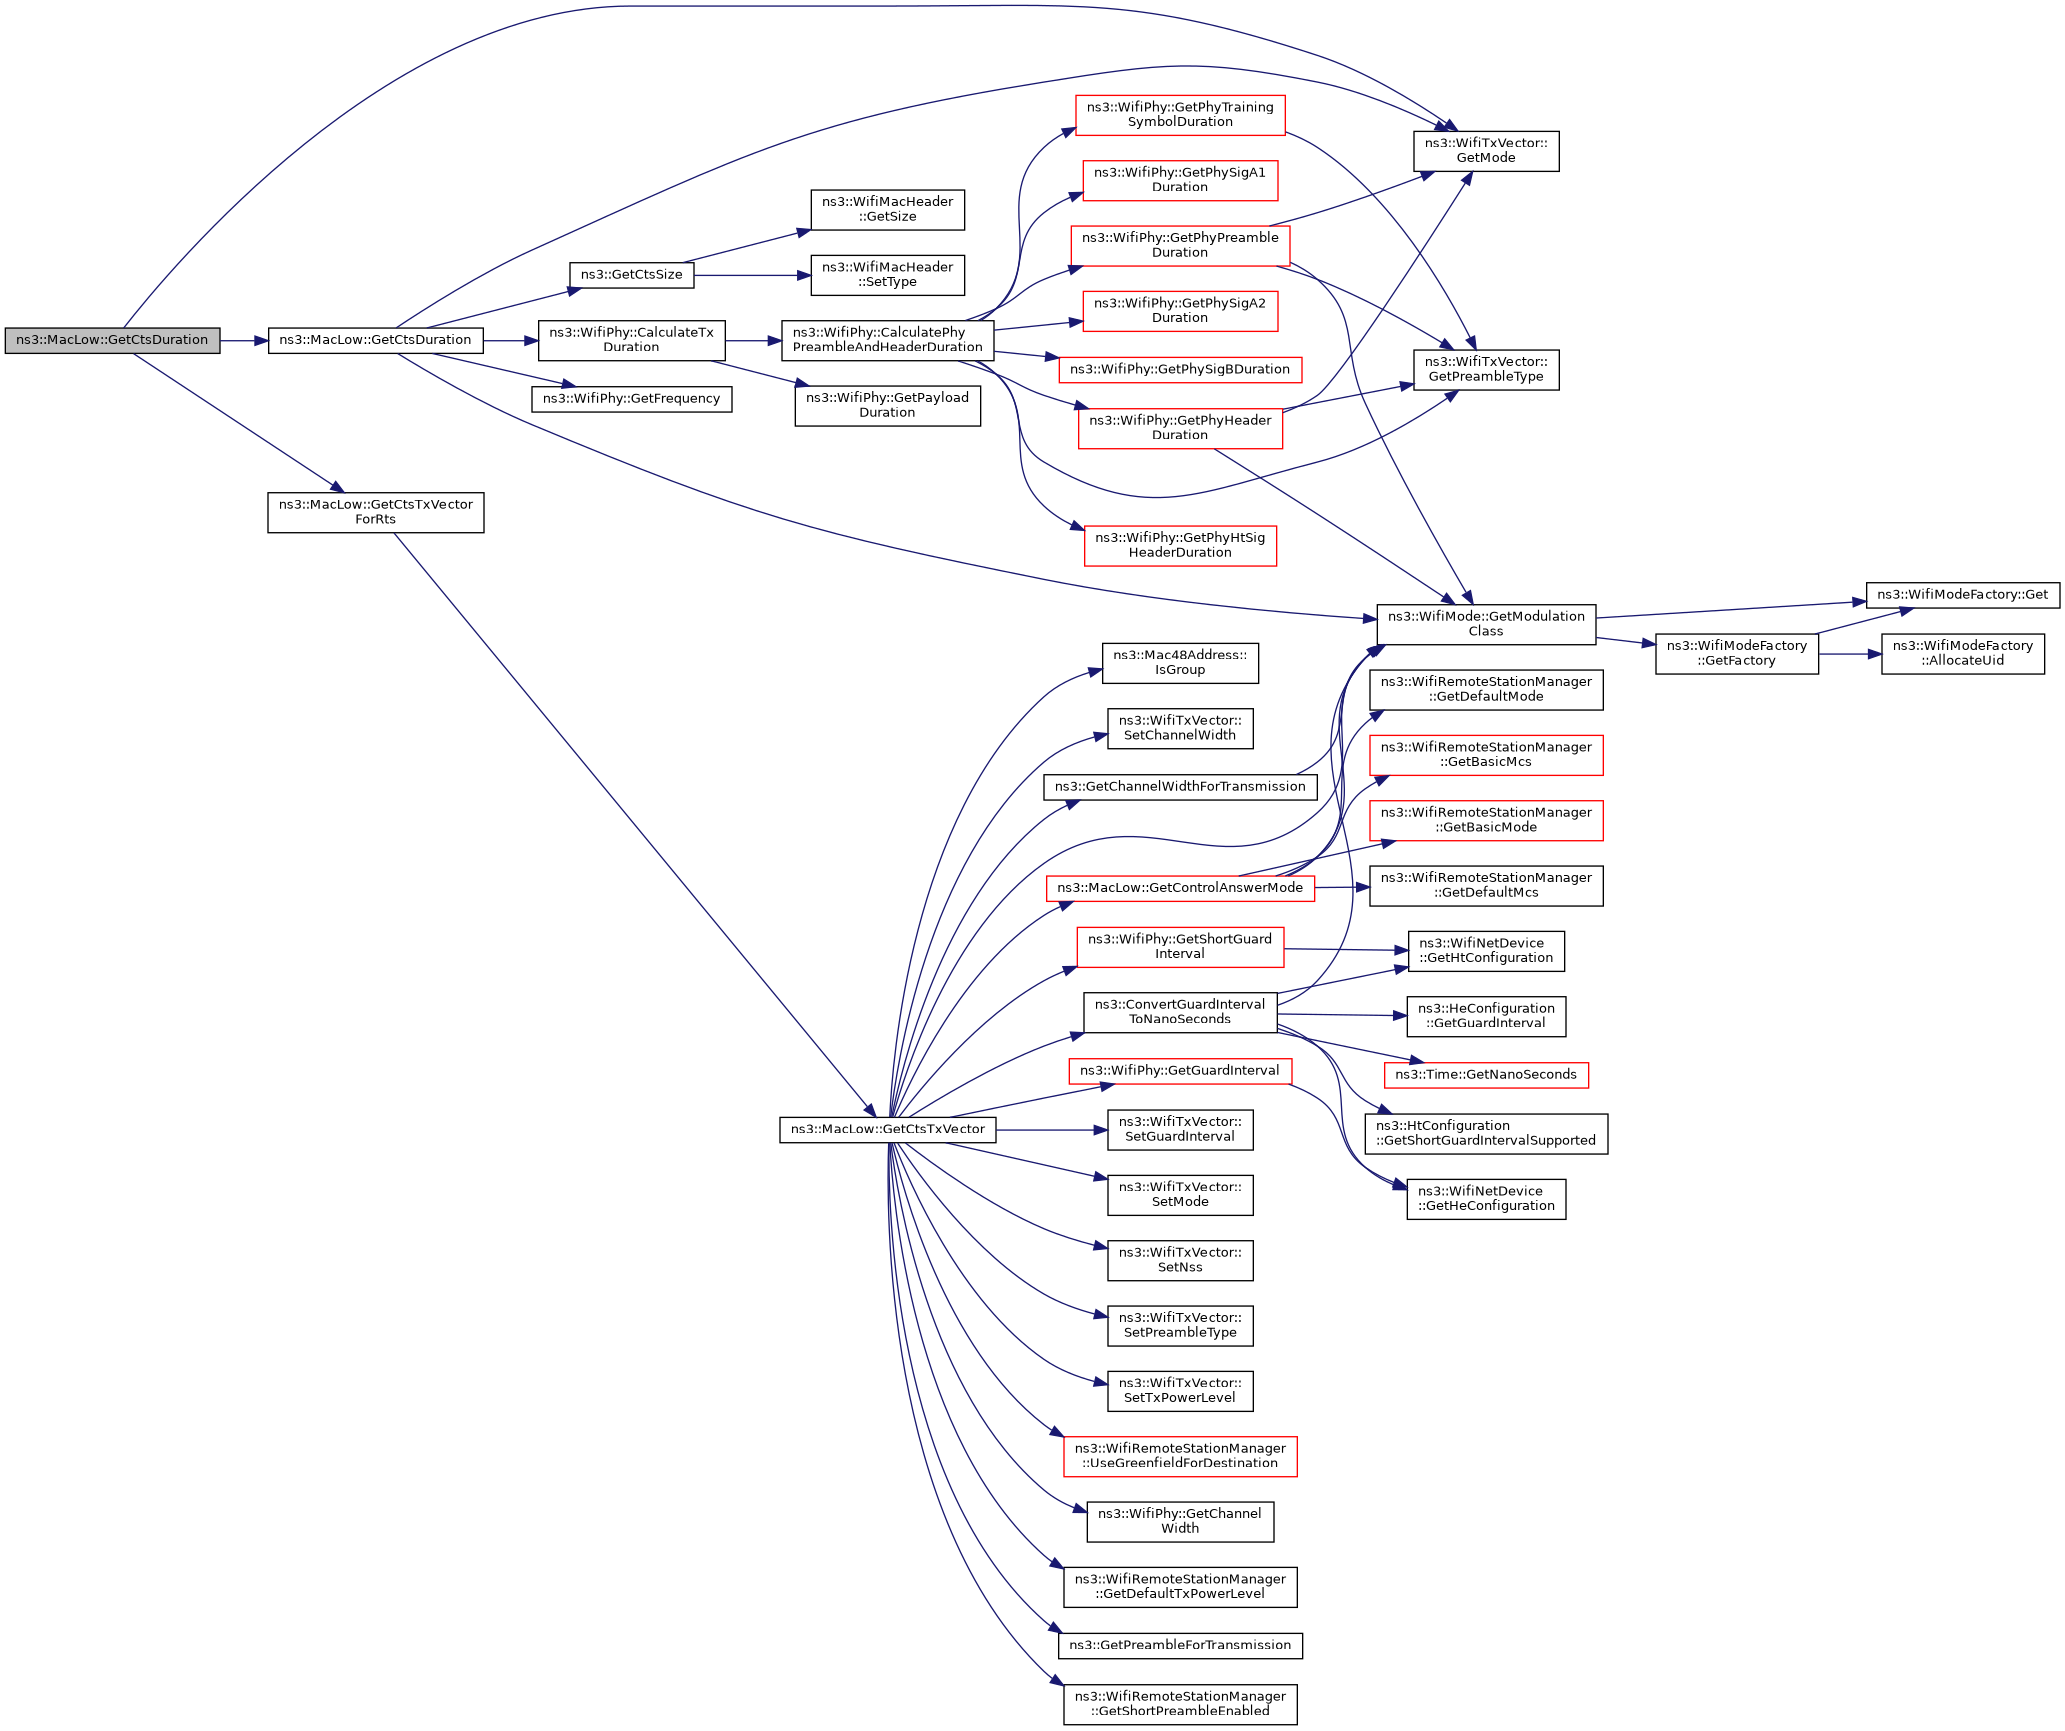 ns3::MacLow::GetCtsDuration
ns3::MacLow::GetCtsDuration
ns3::MacLow::GetCtsTxVector
ForRts
ns3::GetCtsSize
ns3::WifiPhy::CalculateTx
Duration
ns3::WifiPhy::GetFrequency
ns3::WifiMacHeader
::GetSize
ns3::WifiMacHeader
::SetType
ns3::WifiPhy::CalculatePhy
PreambleAndHeaderDuration
ns3::WifiPhy::GetPayload
Duration
ns3::MacLow::GetCtsTxVector
ns3::WifiPhy::GetPhyTraining
SymbolDuration
ns3::WifiPhy::GetPhySigA1
Duration
ns3::WifiPhy::GetPhyPreamble
Duration
ns3::WifiPhy::GetPhySigA2
Duration
ns3::WifiPhy::GetPhySigBDuration
ns3::WifiPhy::GetPhyHeader
Duration
ns3::WifiPhy::GetPhyHtSig
HeaderDuration
ns3::Mac48Address::
IsGroup
ns3::WifiTxVector::
SetChannelWidth
ns3::GetChannelWidthForTransmission
ns3::MacLow::GetControlAnswerMode
ns3::WifiPhy::GetShortGuard
Interval
ns3::ConvertGuardInterval
ToNanoSeconds
ns3::WifiPhy::GetGuardInterval
ns3::WifiTxVector::
SetGuardInterval
ns3::WifiTxVector::
SetMode
ns3::WifiTxVector::
SetNss
ns3::WifiTxVector::
SetPreambleType
ns3::WifiTxVector::
SetTxPowerLevel
ns3::WifiRemoteStationManager
::UseGreenfieldForDestination
ns3::WifiPhy::GetChannel
Width
ns3::WifiRemoteStationManager
::GetDefaultTxPowerLevel
ns3::GetPreambleForTransmission
ns3::WifiRemoteStationManager
::GetShortPreambleEnabled
ns3::WifiTxVector::
GetMode
ns3::WifiTxVector::
GetPreambleType
ns3::WifiMode::GetModulation
Class
ns3::WifiRemoteStationManager
::GetDefaultMode
ns3::WifiRemoteStationManager
::GetBasicMcs
ns3::WifiRemoteStationManager
::GetBasicMode
ns3::WifiRemoteStationManager
::GetDefaultMcs
ns3::WifiNetDevice
::GetHtConfiguration
ns3::HeConfiguration
::GetGuardInterval
ns3::Time::GetNanoSeconds
ns3::HtConfiguration
::GetShortGuardIntervalSupported
ns3::WifiNetDevice
::GetHeConfiguration
ns3::WifiModeFactory::Get
ns3::WifiModeFactory
::GetFactory
ns3::WifiModeFactory
::AllocateUid